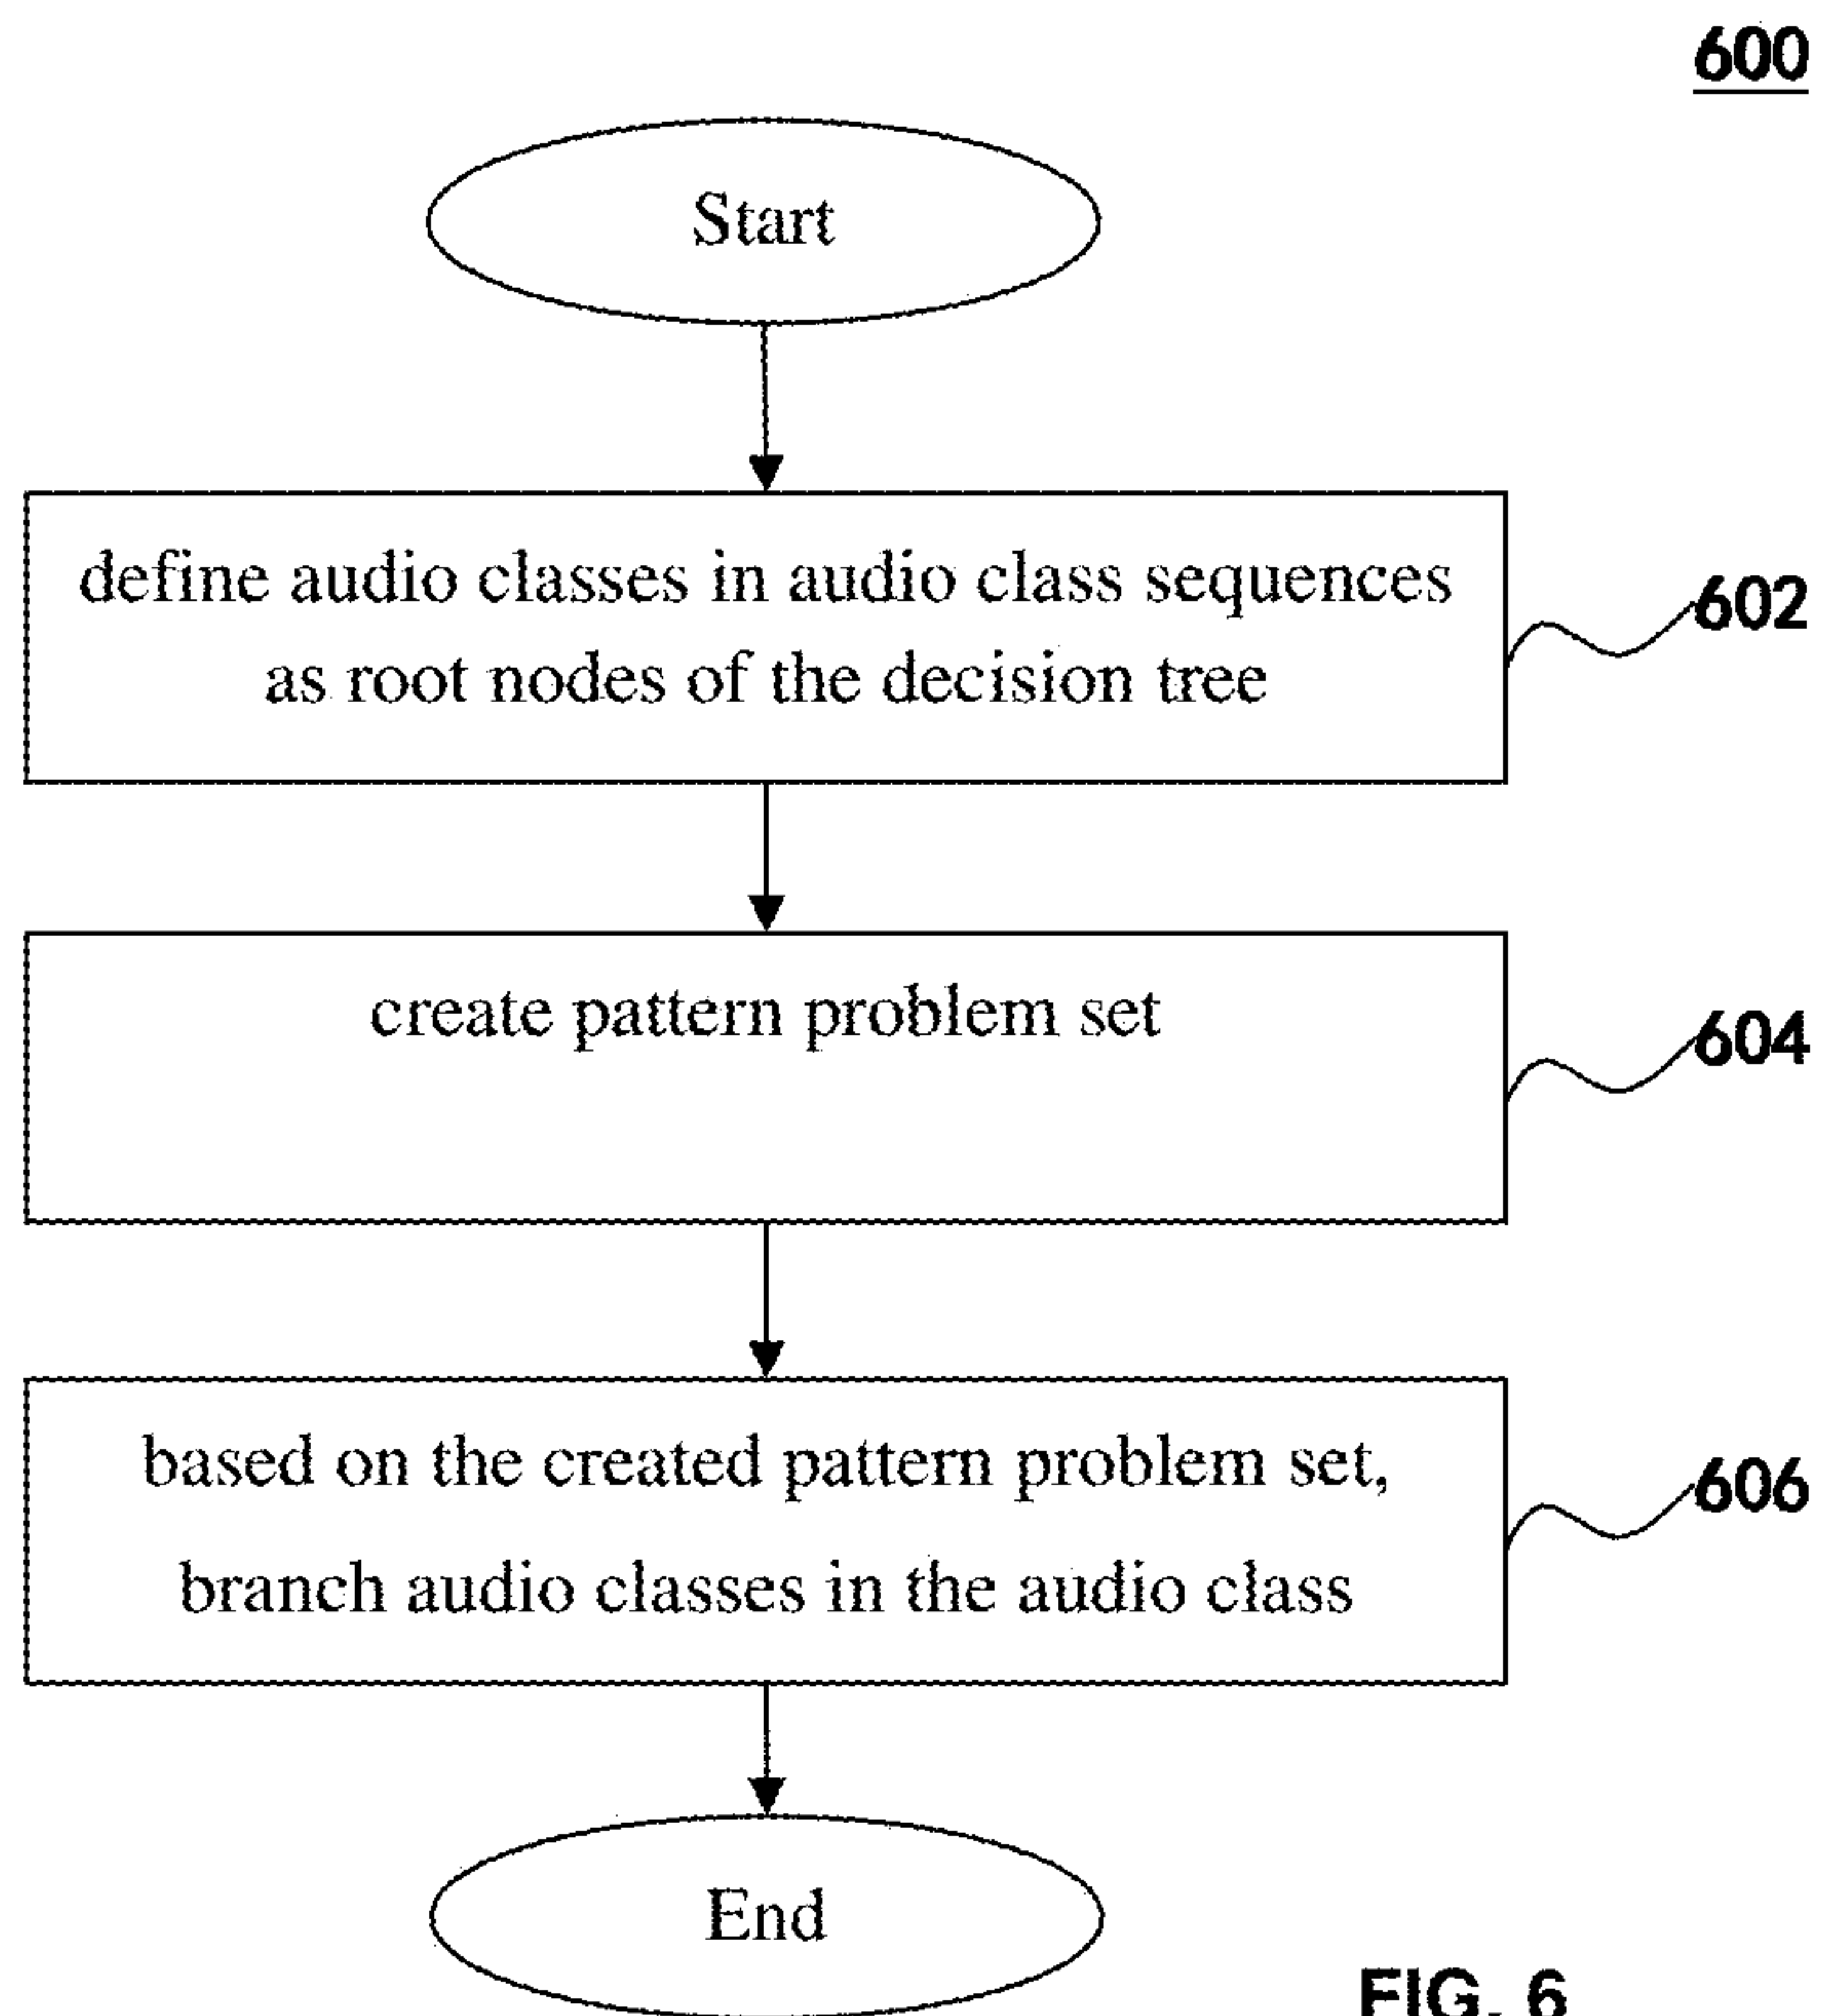 600
Start
define audio classes in audio class sequences
as root nodes of the decision tree
602
create pattern problem set
604
based on the created pattern problem set,
branch audio classes in the audio class
606
End
FIG. 6